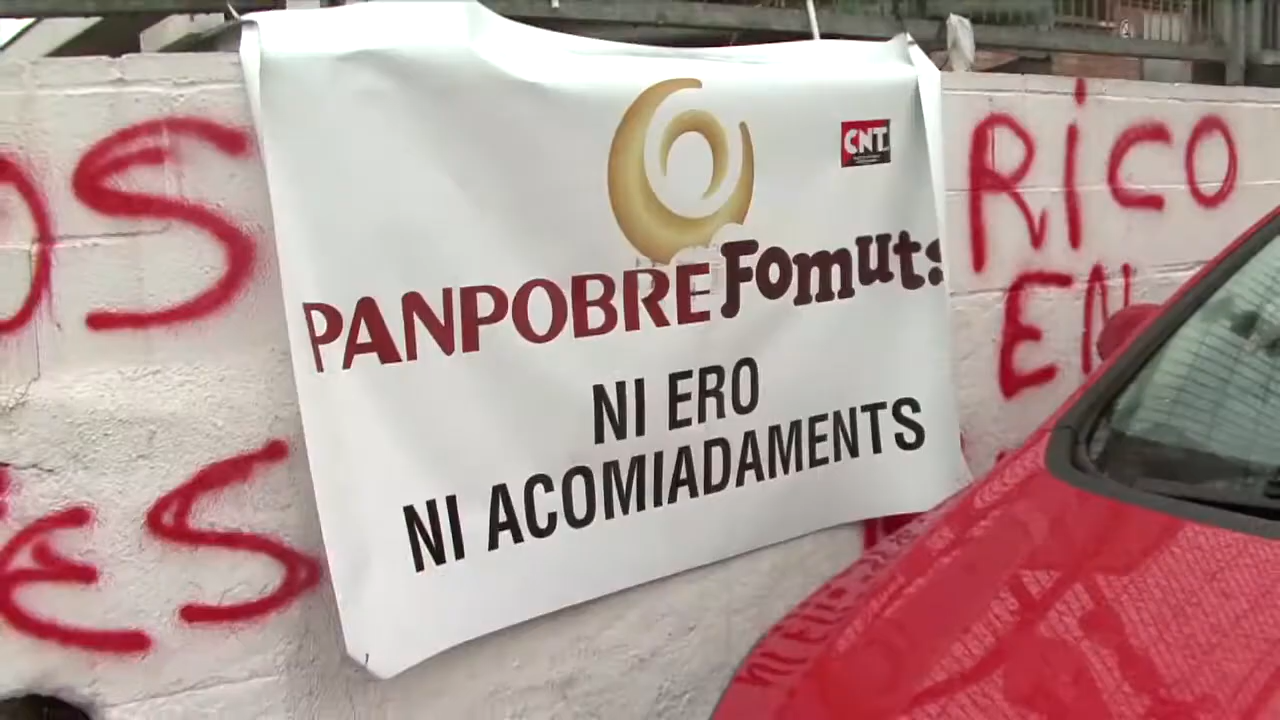 OS
CNT
RICO
PANPOBRE Fomuts
EN
NI ERO
NI ACOMIADAMENTS
ES